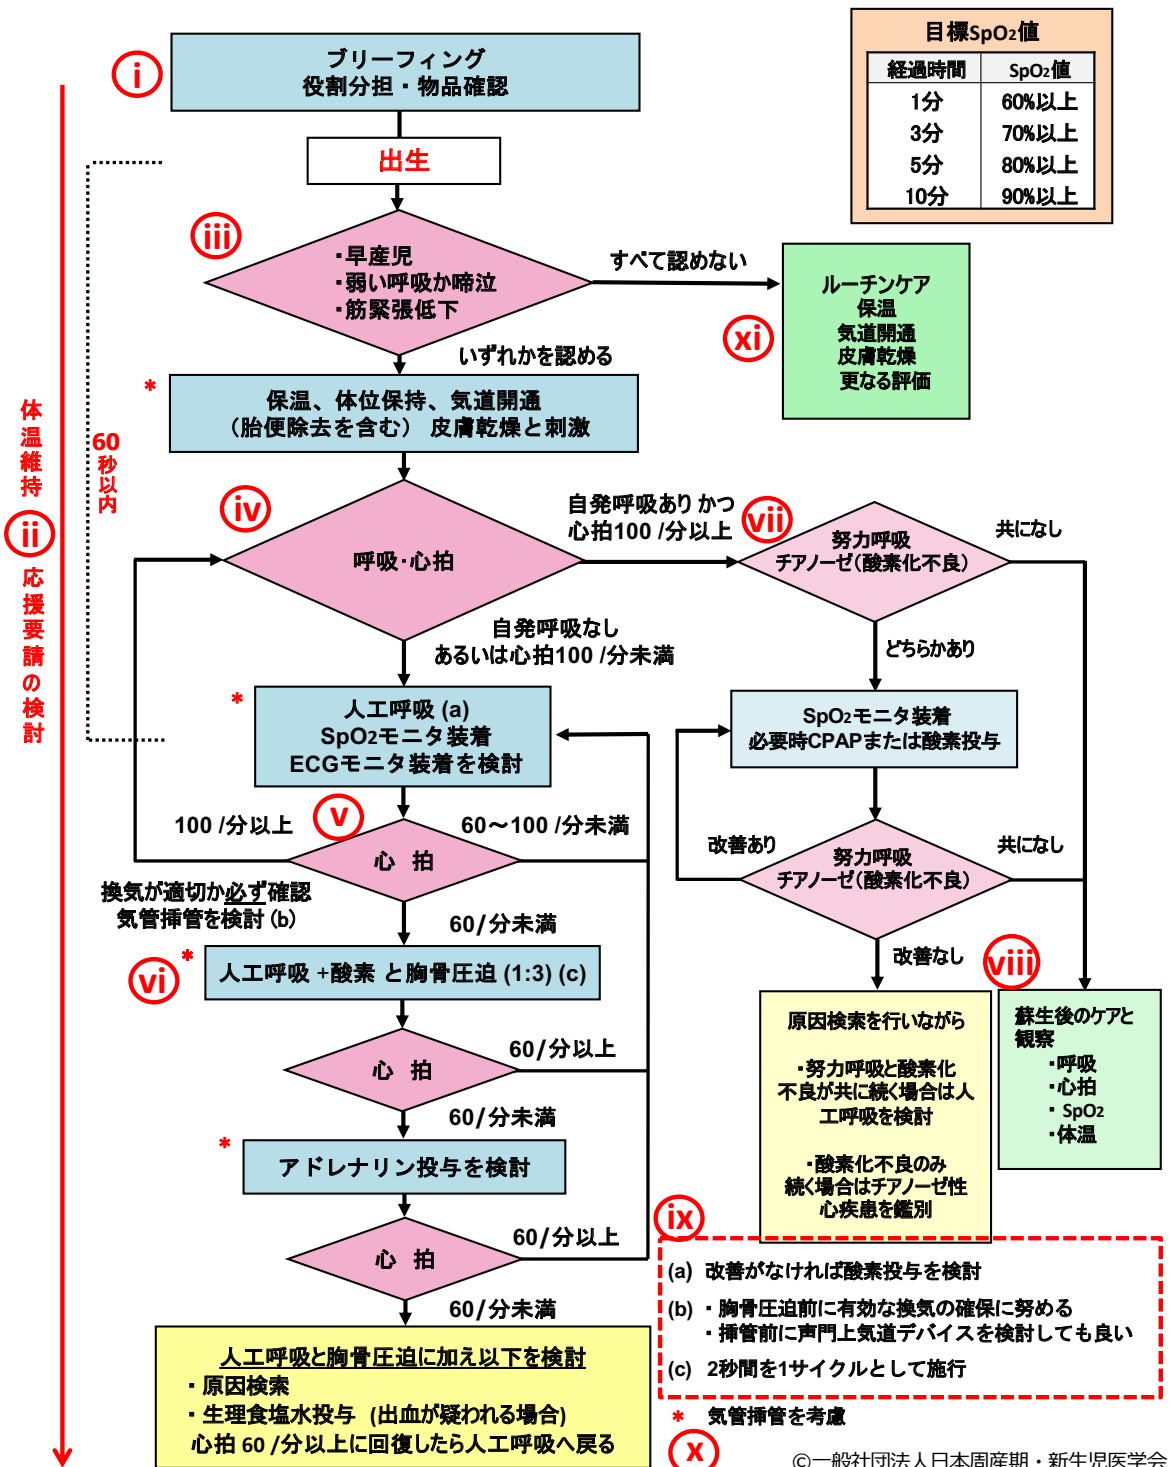 i
ブリーフィング
役割分担・物品確認
出生
目標SpO2値
経過時間 SpO2値
1分 60%以上
3分 70%以上
5分 80%以上
10分 90%以上
iii
・早産児
・弱い呼吸か啼泣
・筋緊張低下
すべて認めない
xi
ルーチンケア
保温
気道開通
皮膚乾燥
更なる評価
いずれかを認める
*
保温、体位保持、気道開通
（胎便除去を含む） 皮膚乾燥と刺激
60秒以内
体温維持
ii
応援要請の検討
iv
呼吸・心拍
自発呼吸あり かつ
心拍100 /分以上
vii
努力呼吸
チアノーゼ（酸素化不良）
共になし
どちらかあり
自発呼吸なし
あるいは心拍100 /分未満
*
人工呼吸 (a)
SpO2モニタ装着
ECGモニタ装着を検討
SpO2モニタ装着
必要時CPAPまたは酸素投与
100 /分以上
v
60～100 /分未満
心 拍
改善あり
努力呼吸
チアノーゼ（酸素化不良）
共になし
換気が適切か必ず確認
気管挿管を検討 (b)
60/分未満
改善なし
viii
vi
*
人工呼吸 +酸素 と胸骨圧迫 (1:3) (c)
60/分以上
心 拍
60/分未満
*
アドレナリン投与を検討
60/分以上
心 拍
60/分未満
人工呼吸と胸骨圧迫に加え以下を検討
・原因検索
・生理食塩水投与 (出血が疑われる場合)
心拍 60 /分以上に回復したら人工呼吸へ戻る
原因検索を行いながら
・努力呼吸と酸素化
不良が共に続く場合は人
工呼吸を検討
・酸素化不良のみ
続く場合はチアノーゼ性
心疾患を鑑別
蘇生後のケアと
観察
・呼吸
・心拍
・SpO2
・体温
ix
(a) 改善がなければ酸素投与を検討
(b) ・胸骨圧迫前に有効な換気の確保に努める
・挿管前に声門上気道デバイスを検討しても良い
(c) 2秒間を1サイクルとして施行
* 気管挿管を考慮
x
©一般社団法人日本周産期・新生児医学会